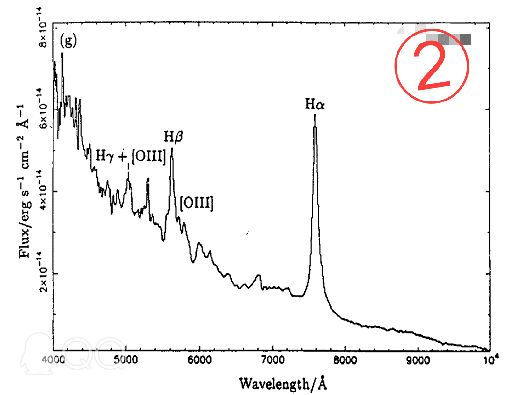 (g)
②
Hα
Hβ
Hγ + [OIII]
[OIII]
8×10⁻¹⁴
6×10⁻¹⁴
4×10⁻¹⁴
2×10⁻¹⁴
Flux/erg s⁻¹ cm⁻² Å⁻¹
4000 5000 6000 7000 8000 9000 10⁴
Wavelength/Å
QQ